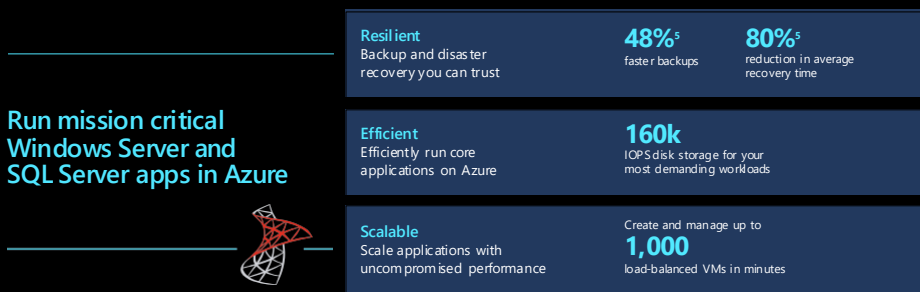 Run mission critical
Windows Server and
SQL Server apps in Azure
Resilient
Backup and disaster
recovery you can trust
48%5
faster backups
80%5
reduction in average
recovery time
Efficient
Efficiently run core
applications on Azure
160k
IOPS disk storage for your
most demanding workloads
Scalable
Scale applications with
uncompromised performance
Create and manage up to
1,000
load-balanced VMs in minutes